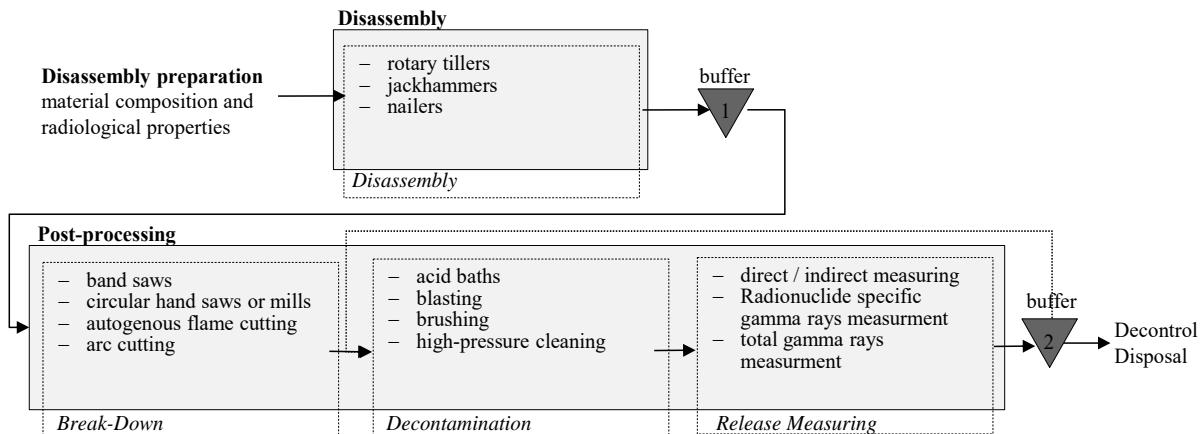 Disassembly
Disassembly preparation
material composition and
radiological properties
– rotary tillers
– jackhammers
– nailers
Disassembly
buffer
1
Post-processing
– band saws
– circular hand saws or mills
– autogenous flame cutting
– arc cutting
Break-Down
– acid baths
– blasting
– brushing
– high-pressure cleaning
Decontamination
– direct / indirect measuring
– Radionuclide specific
gamma rays measurment
– total gamma rays
measurment
Release Measuring
buffer
2
Decontrol
Disposal